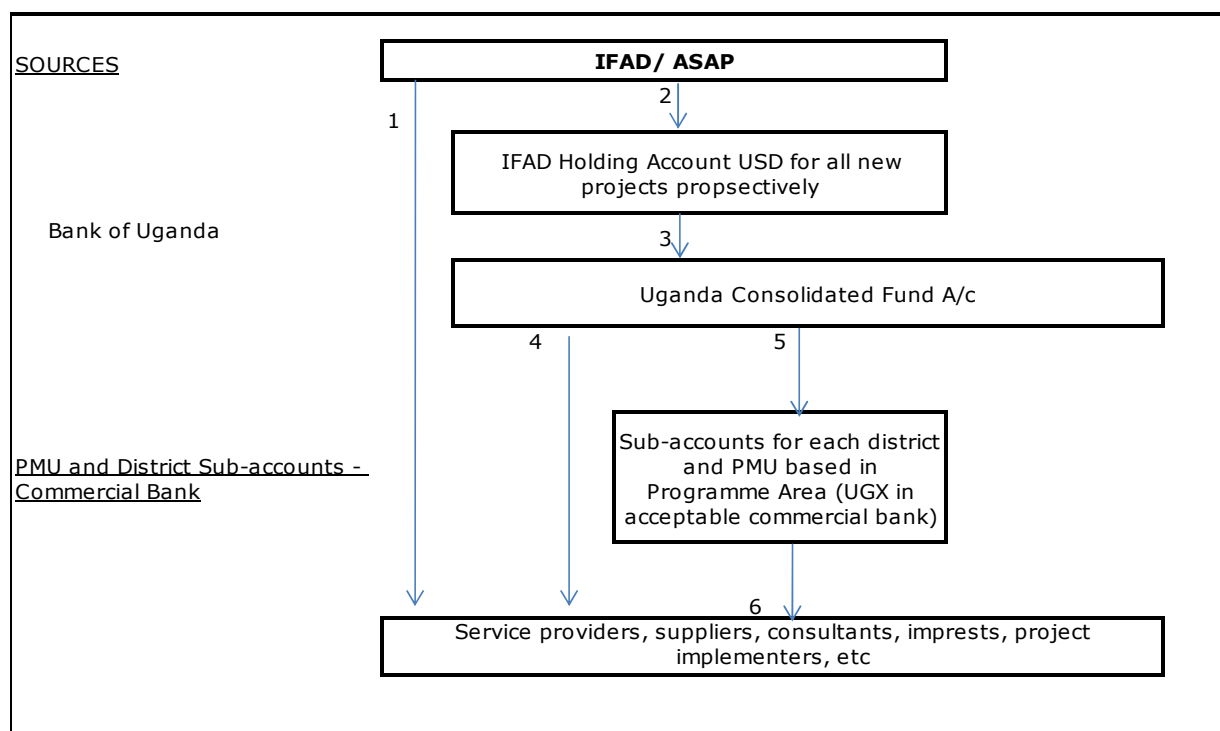 SOURCES
IFAD/ ASAP
1
2
IFAD Holding Account USD for all new
projects propsectively
Bank of Uganda
3
Uganda Consolidated Fund A/c
4
5
Sub-accounts for each district
and PMU based in
Programme Area (UGX in
acceptable commercial bank)
PMU and District Sub-accounts -
Commercial Bank
6
Service providers, suppliers, consultants, imprests, project
implementers, etc